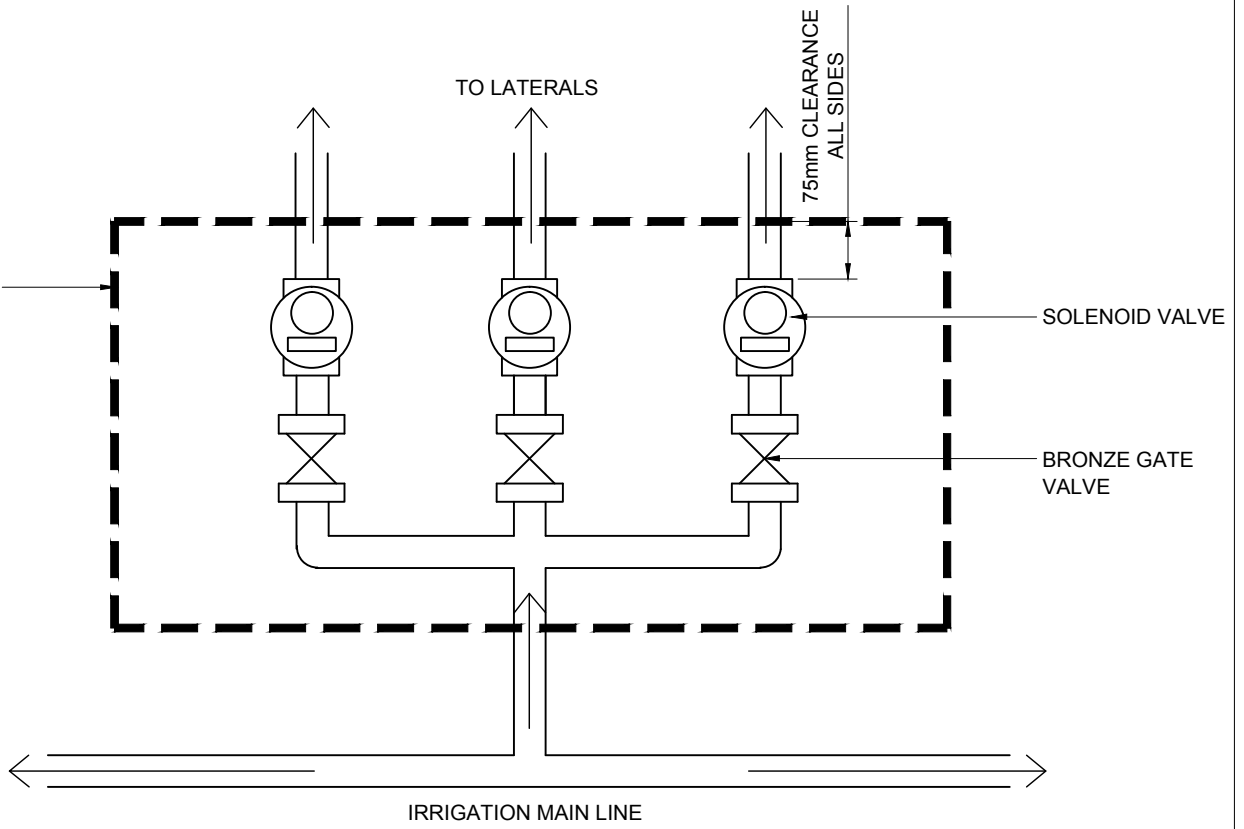 TO LATERALS
75mm CLEARANCE
ALL SIDES
SOLENOID VALVE
BRONZE GATE
VALVE
IRRIGATION MAIN LINE